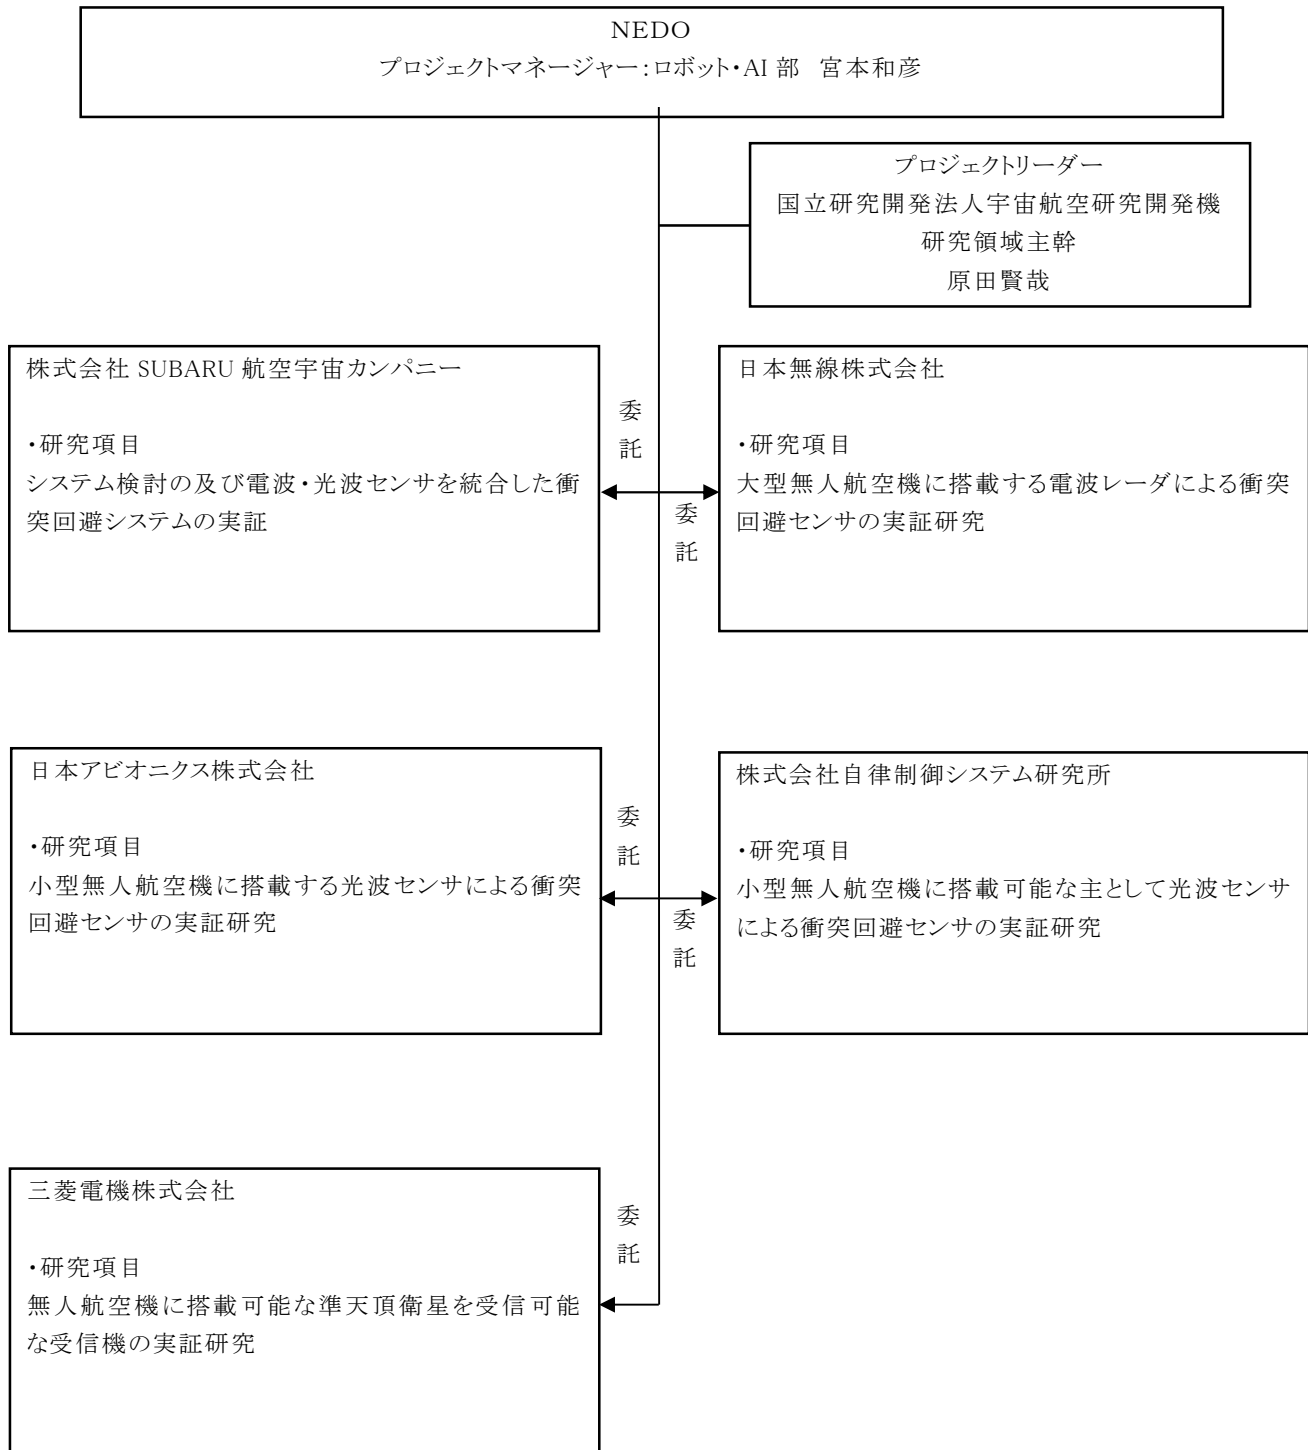 NEDO
プロジェクトマネージャー：ロボット・AI 部　宮本和彦
プロジェクトリーダー
国立研究開発法人宇宙航空研究開発機
研究領域主幹
原田賢哉
株式会社 SUBARU 航空宇宙カンパニー
・研究項目
システム検討の及び電波・光波センサを統合した衝
突回避システムの実証
委
託
委
託
日本無線株式会社
・研究項目
大型無人航空機に搭載する電波レーダによる衝突
回避センサの実証研究
日本アビオニクス株式会社
・研究項目
小型無人航空機に搭載する光波センサによる衝突
回避センサの実証研究
委
託
委
託
株式会社自律制御システム研究所
・研究項目
小型無人航空機に搭載可能な主として光波センサ
による衝突回避センサの実証研究
三菱電機株式会社
・研究項目
無人航空機に搭載可能な準天頂衛星を受信可能
な受信機の実証研究
委
託